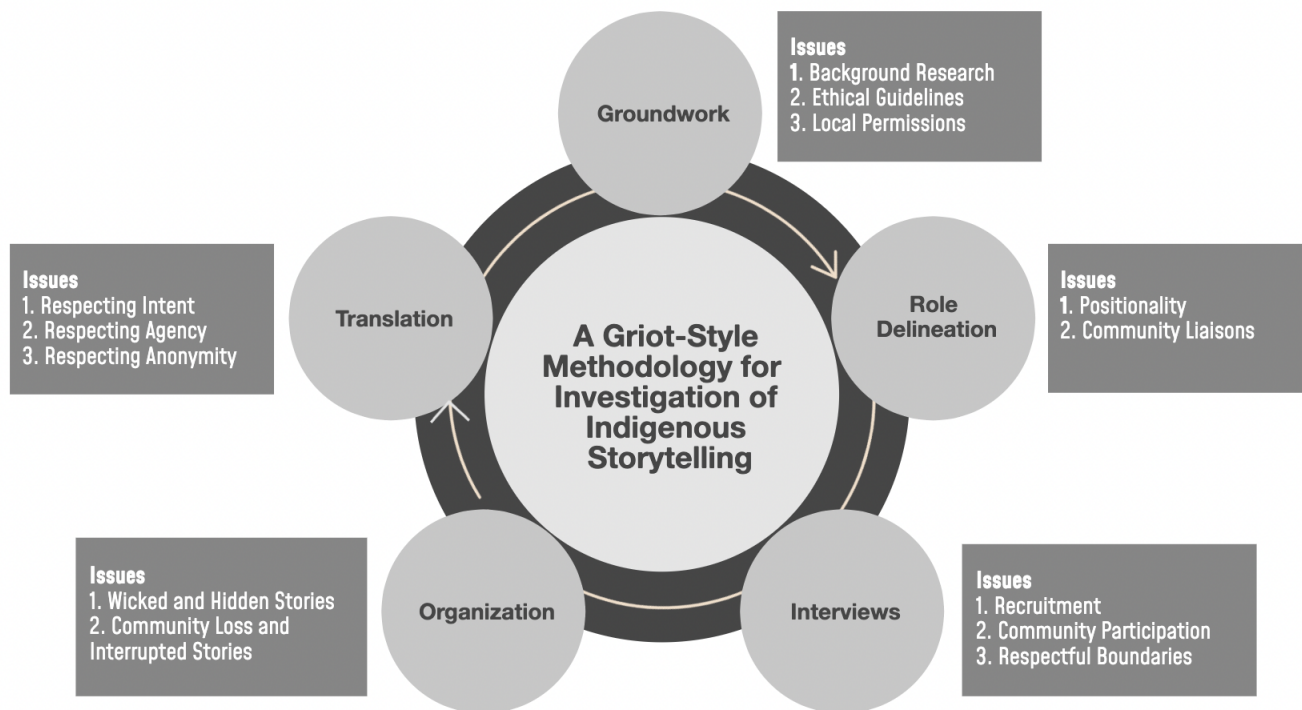 Groundwork
Issues
1. Background Research
2. Ethical Guidelines
3. Local Permissions
Role
Delineation
Issues
1. Positionality
2. Community Liaisons
Interviews
Issues
1. Recruitment
2. Community Participation
3. Respectful Boundaries
Organization
Issues
1. Wicked and Hidden Stories
2. Community Loss and
Interrupted Stories
Translation
Issues
1. Respecting Intent
2. Respecting Agency
3. Respecting Anonymity
A Griot-Style
Methodology for
Investigation of
Indigenous
Storytelling